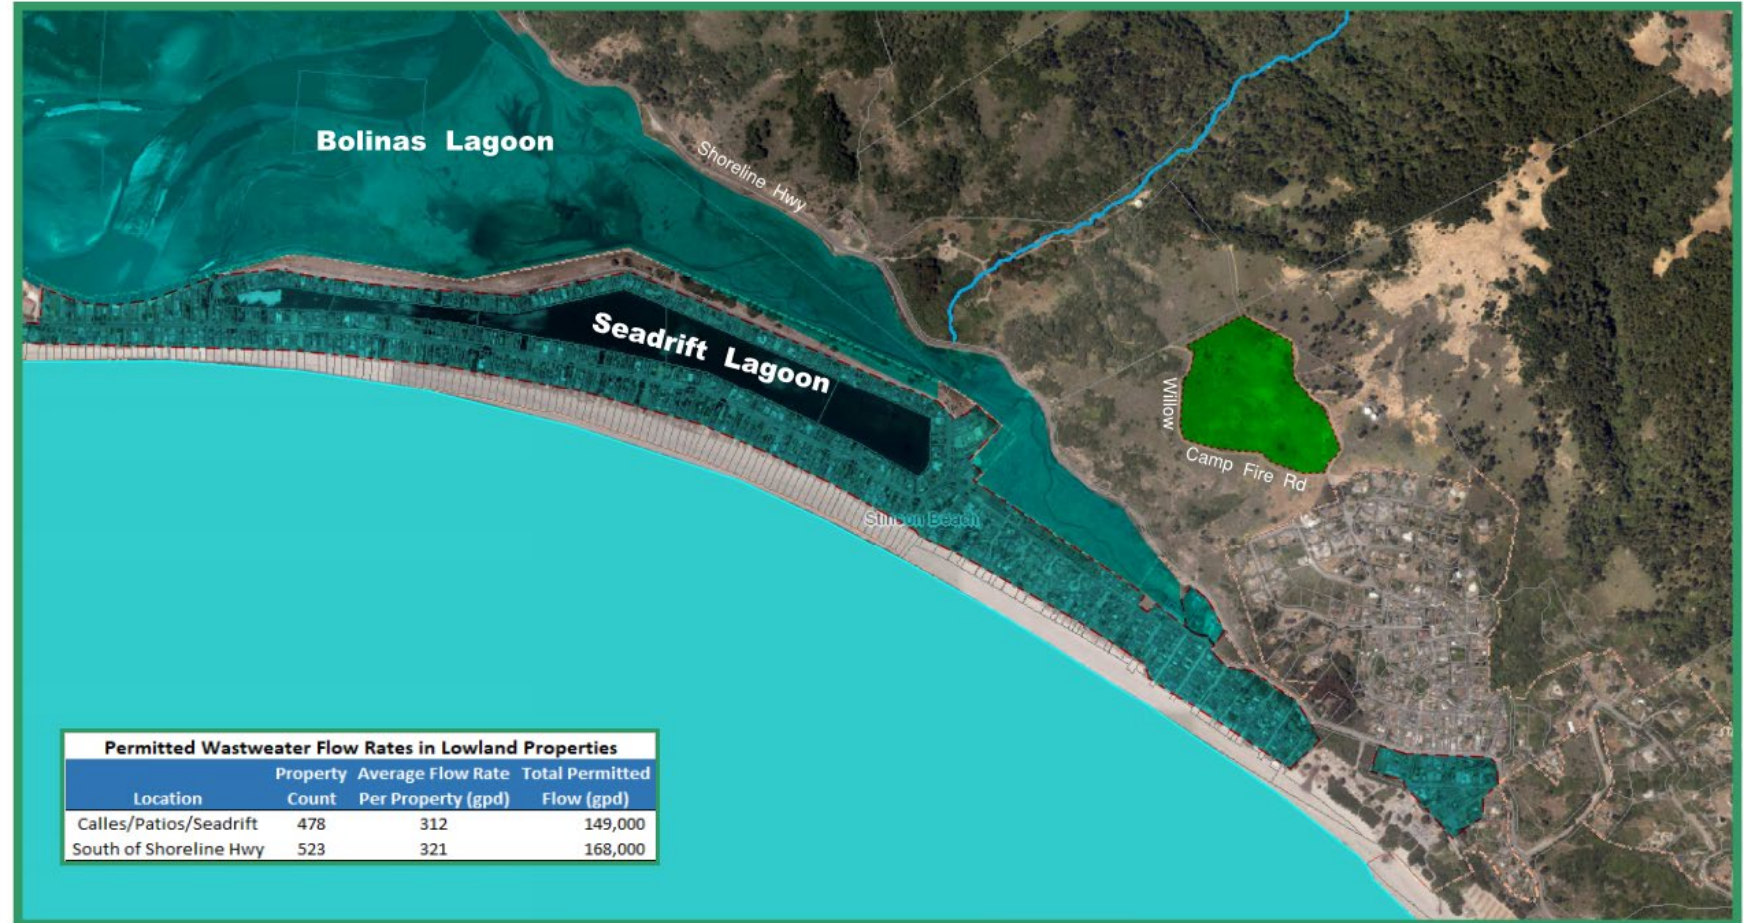 Bolinas Lagoon
Shoreline Hwy
Seadrift Lagoon
Willow
Camp Fire Rd
Stinson Beach
Permitted Wastweater Flow Rates in Lowland Properties
Location Property Count Average Flow Rate Per Property (gpd) Total Permitted Flow (gpd)
Calles/Patios/Seadrift 478 312 149,000
South of Shoreline Hwy 523 321 168,000